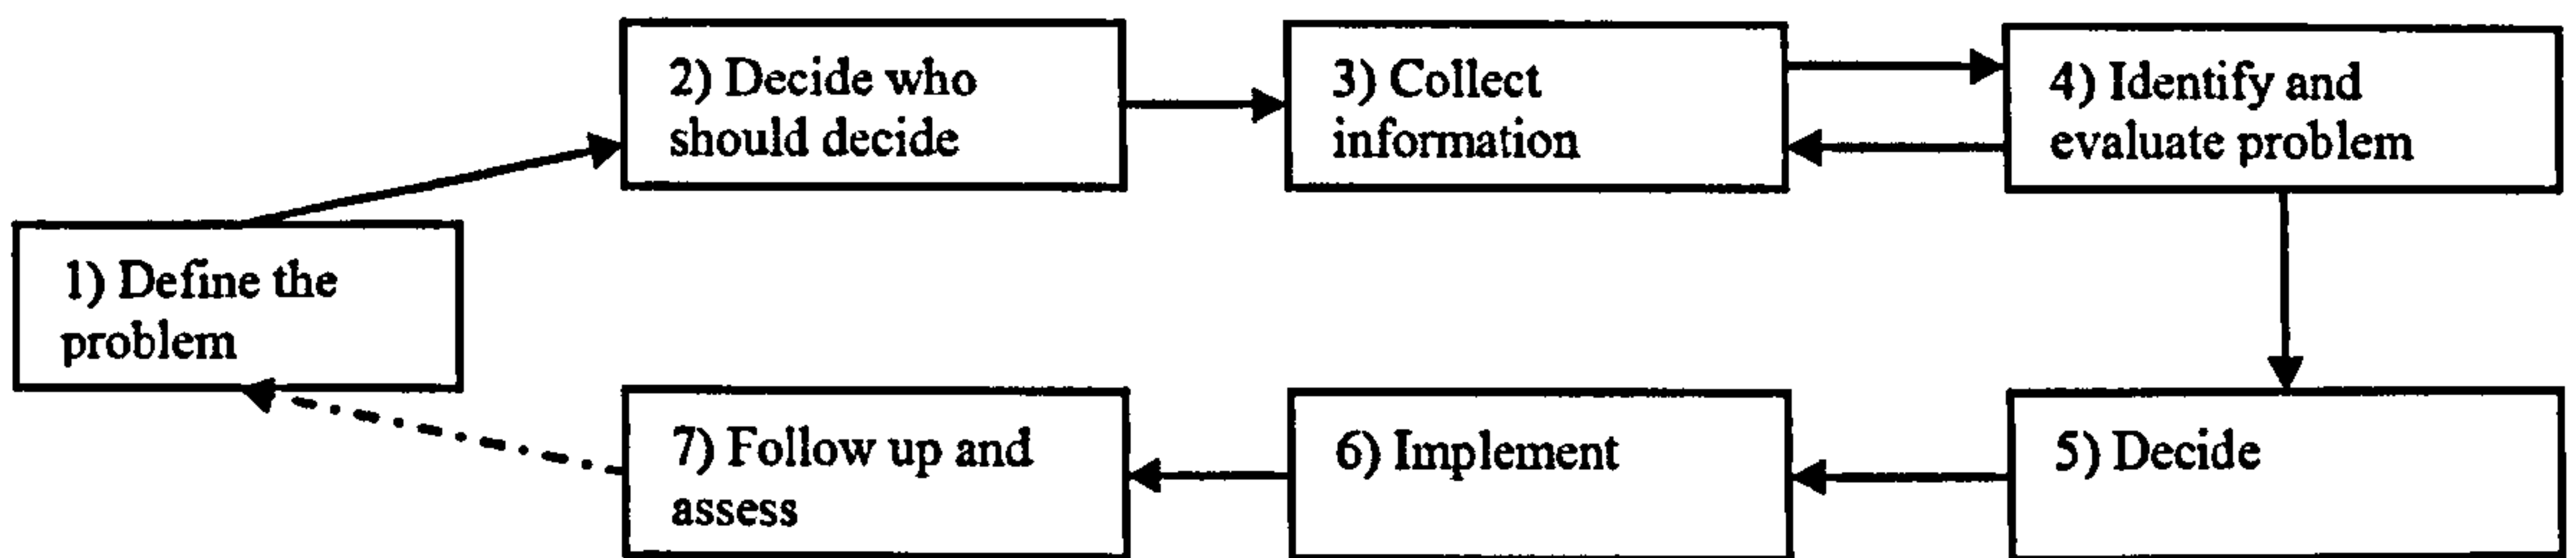 1) Define the
problem
2) Decide who
should decide
3) Collect
information
4) Identify and
evaluate problem
5) Decide
6) Implement
7) Follow up and
assess